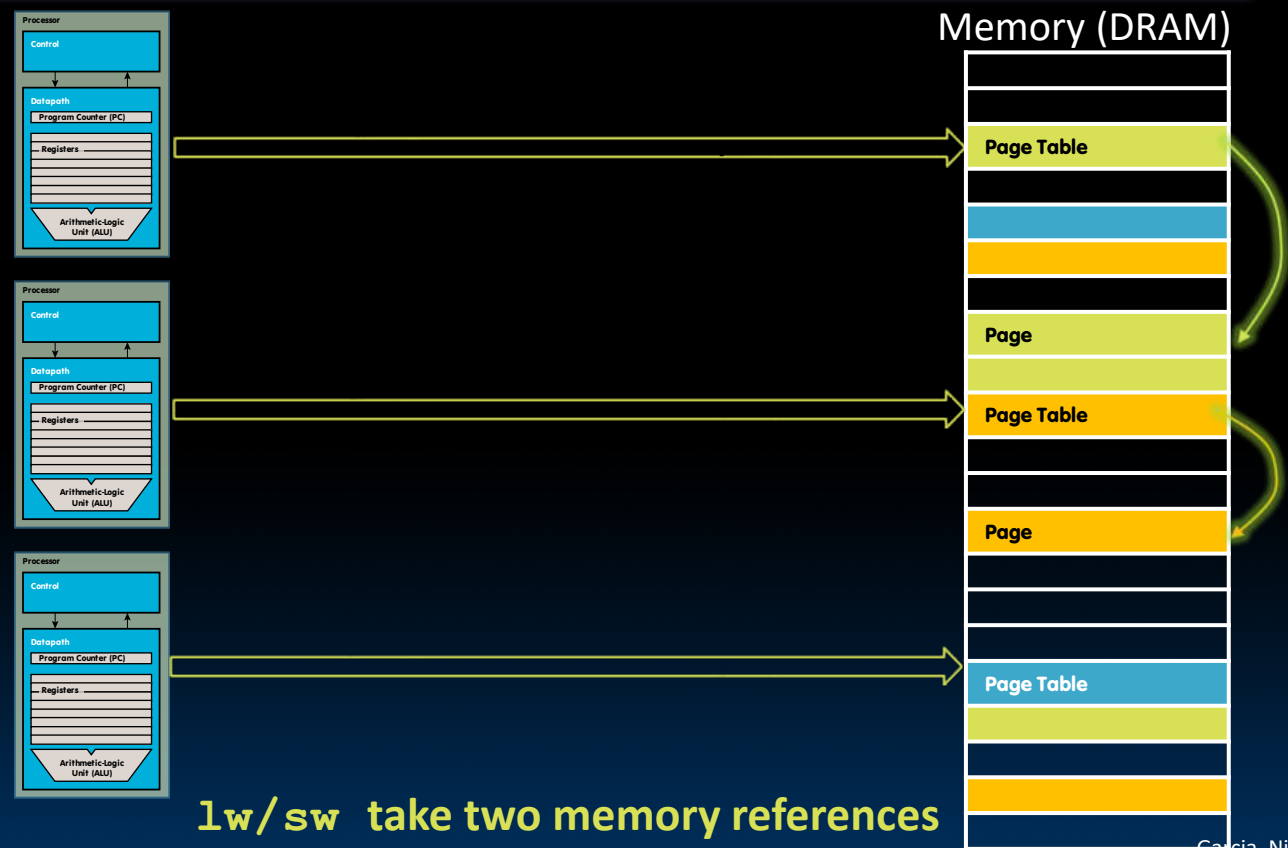 Memory (DRAM)
Processor
Control
Datapath
Program Counter (PC)
Registers
Arithmetic-Logic
Unit (ALU)
Processor
Control
Datapath
Program Counter (PC)
Registers
Arithmetic-Logic
Unit (ALU)
Processor
Control
Datapath
Program Counter (PC)
Registers
Arithmetic-Logic
Unit (ALU)
Page Table
Page
Page Table
Page
Page Table
lw/sw take two memory references